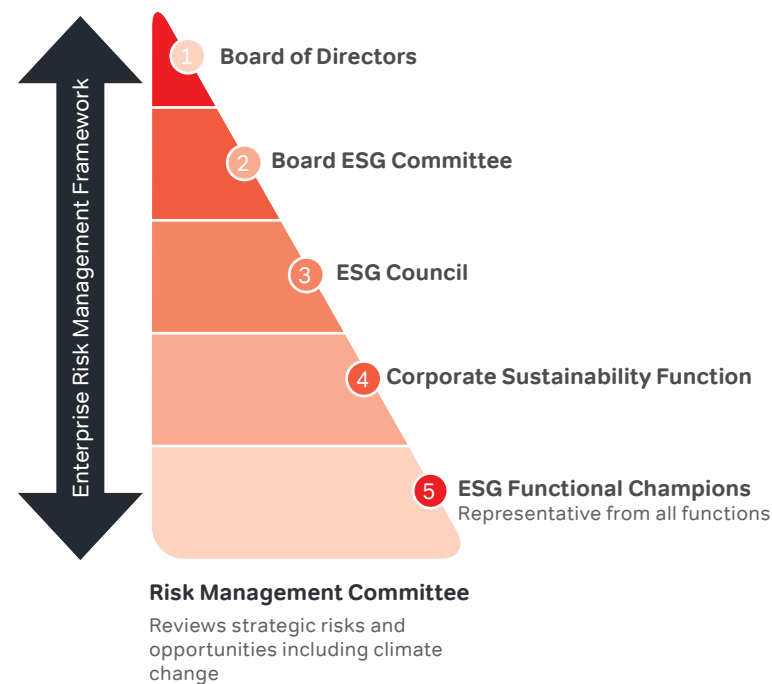 Enterprise Risk Management Framework
1
Board of Directors
2
Board ESG Committee
3
ESG Council
4
Corporate Sustainability Function
5
ESG Functional Champions
Representative from all functions
Risk Management Committee
Reviews strategic risks and
opportunities including climate
change